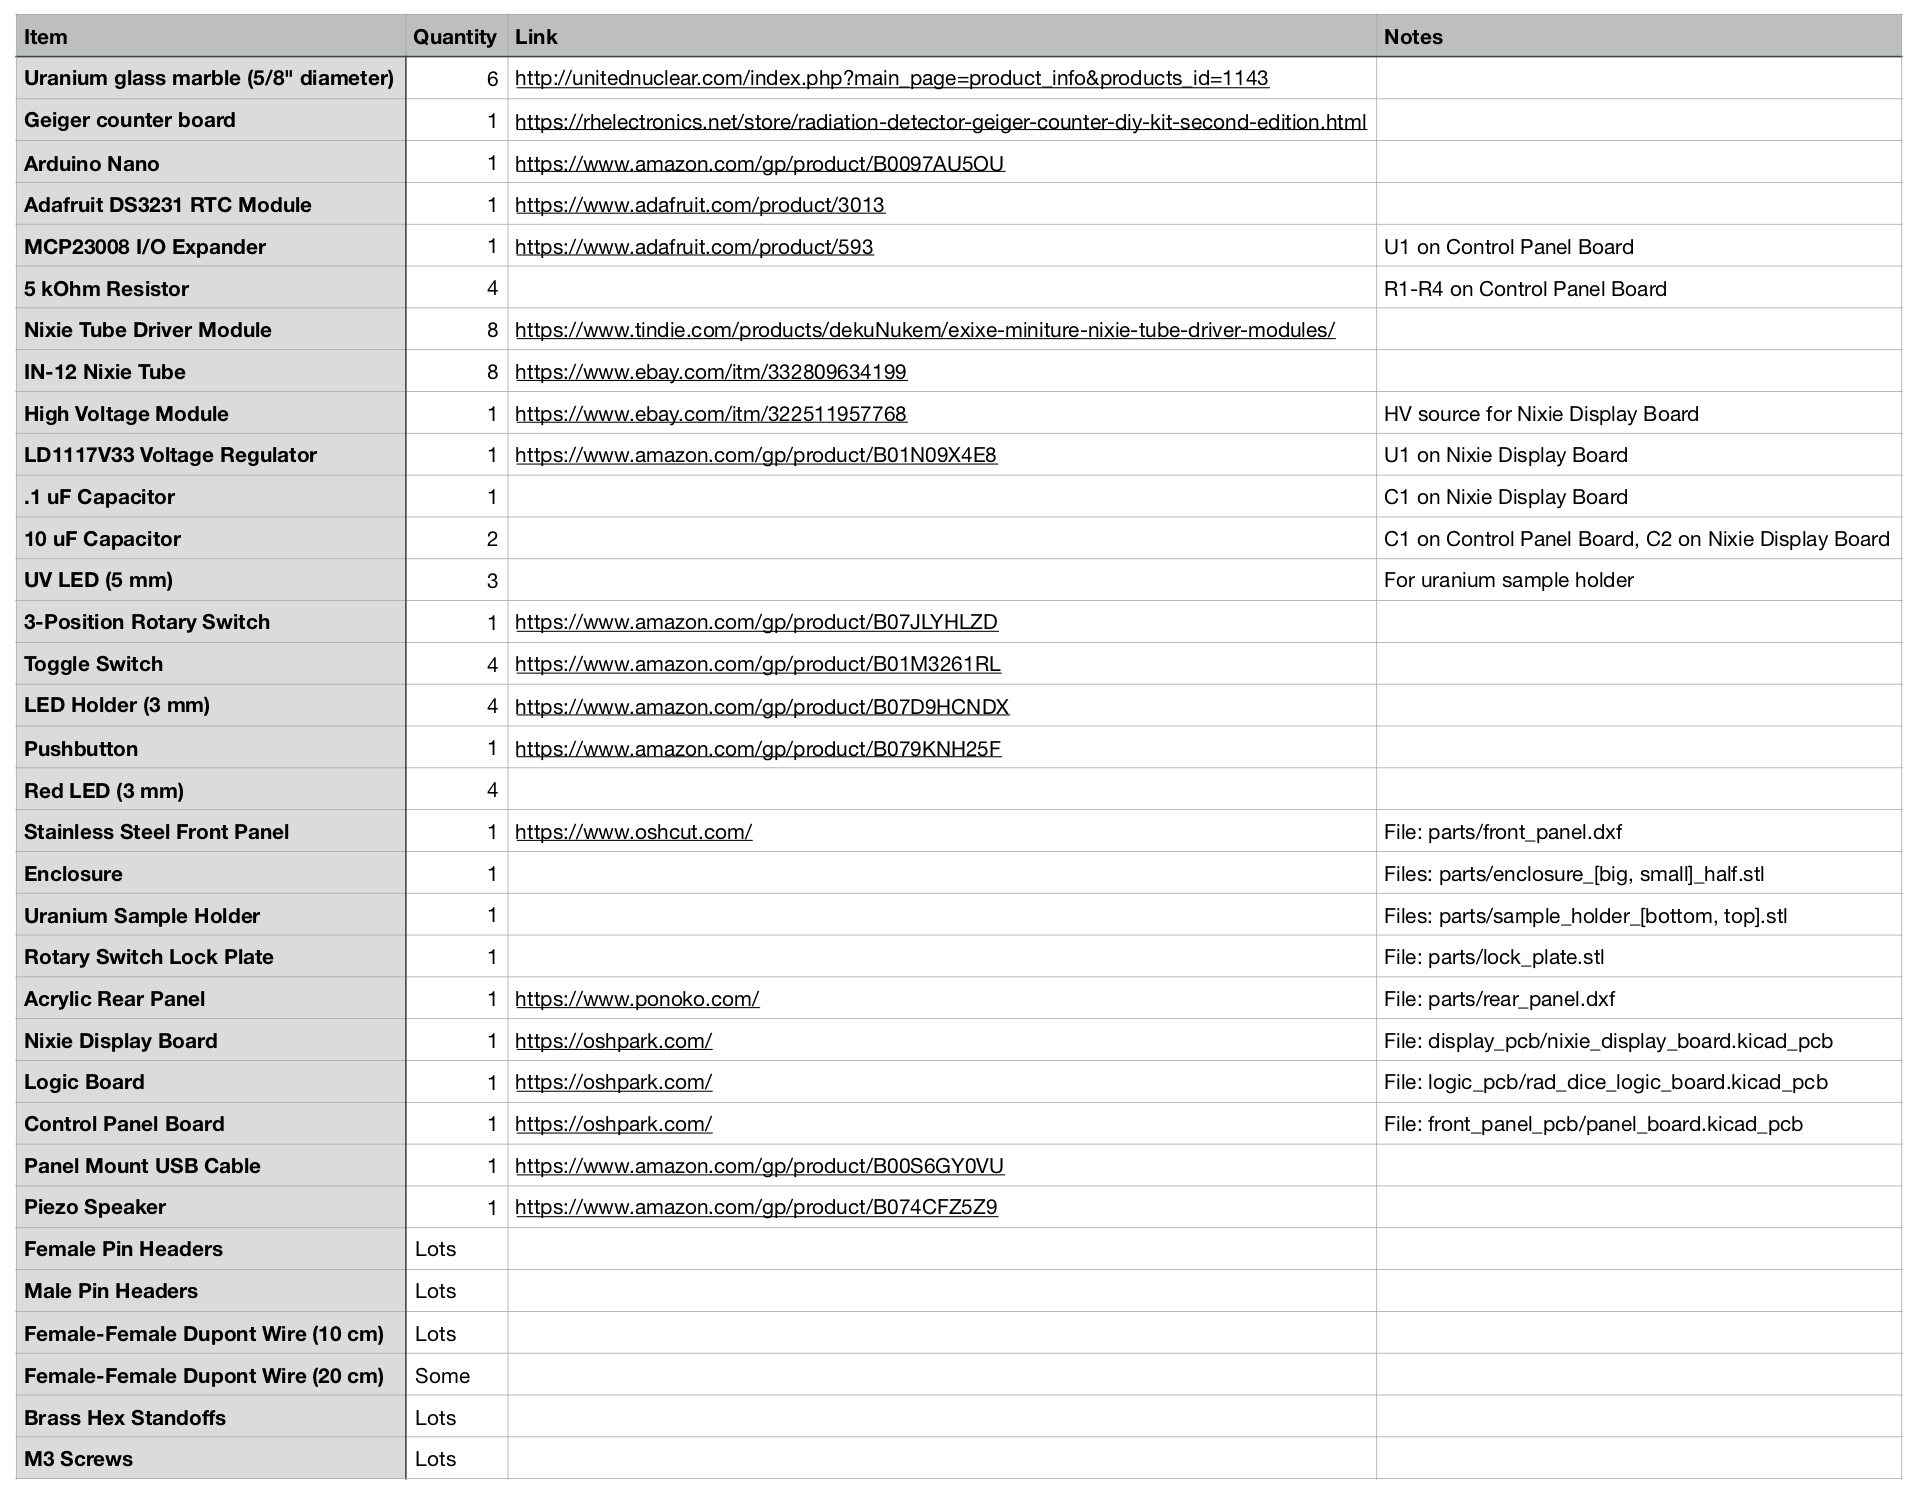 Item Quantity Link Notes
Uranium glass marble (5/8" diameter) 6 http://unitednuclear.com/index.php?main_page=product_info&products_id=1143
Geiger counter board 1 https://rhelectronics.net/store/radiation-detector-geiger-counter-diy-kit-second-edition.html
Arduino Nano 1 https://www.amazon.com/gp/product/B0097AU5OU
Adafruit DS3231 RTC Module 1 https://www.adafruit.com/product/3013
MCP23008 I/O Expander 1 https://www.adafruit.com/product/593 U1 on Control Panel Board
5 kOhm Resistor 4 R1-R4 on Control Panel Board
Nixie Tube Driver Module 8 https://www.tindie.com/products/dekuNukem/exixe-miniture-nixie-tube-driver-modules/
IN-12 Nixie Tube 8 https://www.ebay.com/itm/332809634199
High Voltage Module 1 https://www.ebay.com/itm/322511957768 HV source for Nixie Display Board
LD1117V33 Voltage Regulator 1 https://www.amazon.com/gp/product/B01N09X4E8 U1 on Nixie Display Board
.1 uF Capacitor 1 C1 on Nixie Display Board
10 uF Capacitor 2 C1 on Control Panel Board, C2 on Nixie Display Board
UV LED (5 mm) 3 For uranium sample holder
3-Position Rotary Switch 1 https://www.amazon.com/gp/product/B07JLYHLZD
Toggle Switch 4 https://www.amazon.com/gp/product/B01M3261RL
LED Holder (3 mm) 4 https://www.amazon.com/gp/product/B07D9HCNDX
Pushbutton 1 https://www.amazon.com/gp/product/B079KNH25F
Red LED (3 mm) 4
Stainless Steel Front Panel 1 https://www.oshcut.com/ File: parts/front_panel.dxf
Enclosure 1 Files: parts/enclosure_[big, small]_half.stl
Uranium Sample Holder 1 Files: parts/sample_holder_[bottom, top].stl
Rotary Switch Lock Plate 1 File: parts/lock_plate.stl
Acrylic Rear Panel 1 https://www.ponoko.com/ File: parts/rear_panel.dxf
Nixie Display Board 1 https://oshpark.com/ File: display_pcb/nixie_display_board.kicad_pcb
Logic Board 1 https://oshpark.com/ File: logic_pcb/rad_dice_logic_board.kicad_pcb
Control Panel Board 1 https://oshpark.com/ File: front_panel_pcb/panel_board.kicad_pcb
Panel Mount USB Cable 1 https://www.amazon.com/gp/product/B00S6GY0VU
Piezo Speaker 1 https://www.amazon.com/gp/product/B074CFZ5Z9
Female Pin Headers Lots
Male Pin Headers Lots
Female-Female Dupont Wire (10 cm) Lots
Female-Female Dupont Wire (20 cm) Some
Brass Hex Standoffs Lots
M3 Screws Lots